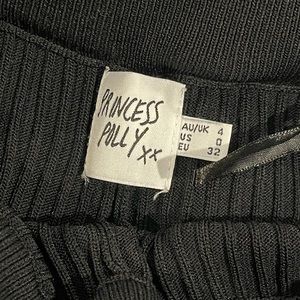 PRINCESS
POLLY xx
AU/UK 4
US 0
EU 32